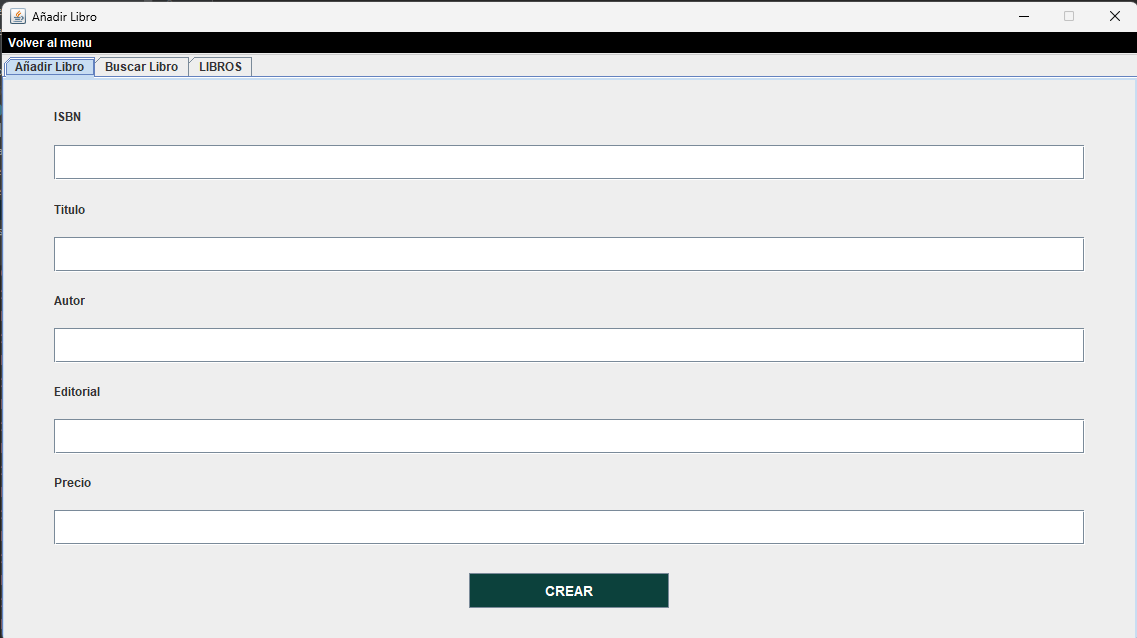 Añadir Libro
Volver al menu
Añadir Libro Buscar Libro LIBROS
ISBN
Titulo
Autor
Editorial
Precio
CREAR